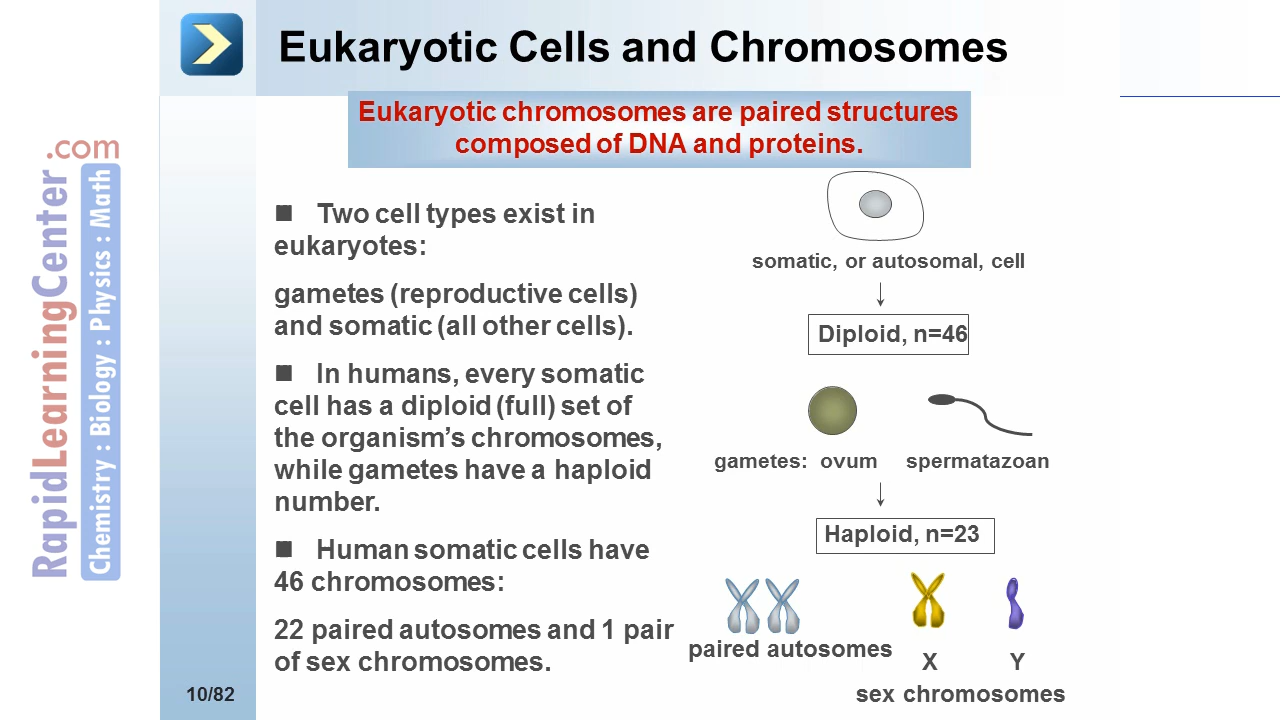 Eukaryotic Cells and Chromosomes
Eukaryotic chromosomes are paired structures
composed of DNA and proteins.
RapidLearningCenter.com
Chemistry : Biology : Physics : Math
■ Two cell types exist in
eukaryotes:
gametes (reproductive cells)
and somatic (all other cells).
■ In humans, every somatic
cell has a diploid (full) set of
the organism’s chromosomes,
while gametes have a haploid
number.
■ Human somatic cells have
46 chromosomes:
22 paired autosomes and 1 pair
of sex chromosomes.
somatic, or autosomal, cell
Diploid, n=46
gametes: ovum spermatazoan
Haploid, n=23
paired autosomes
X Y
sex chromosomes
10/82